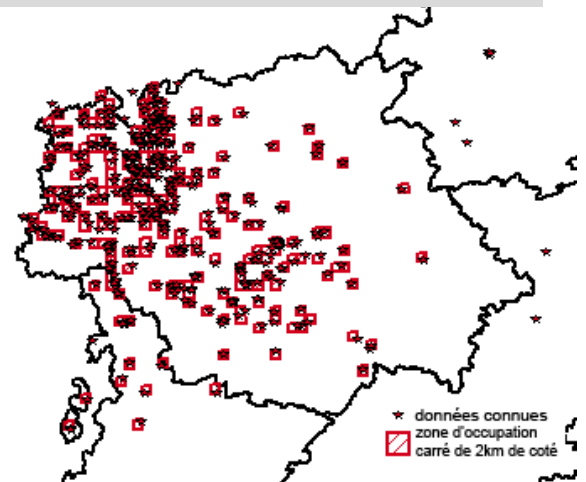 données connues
zone d'occupation
carré de 2km de coté